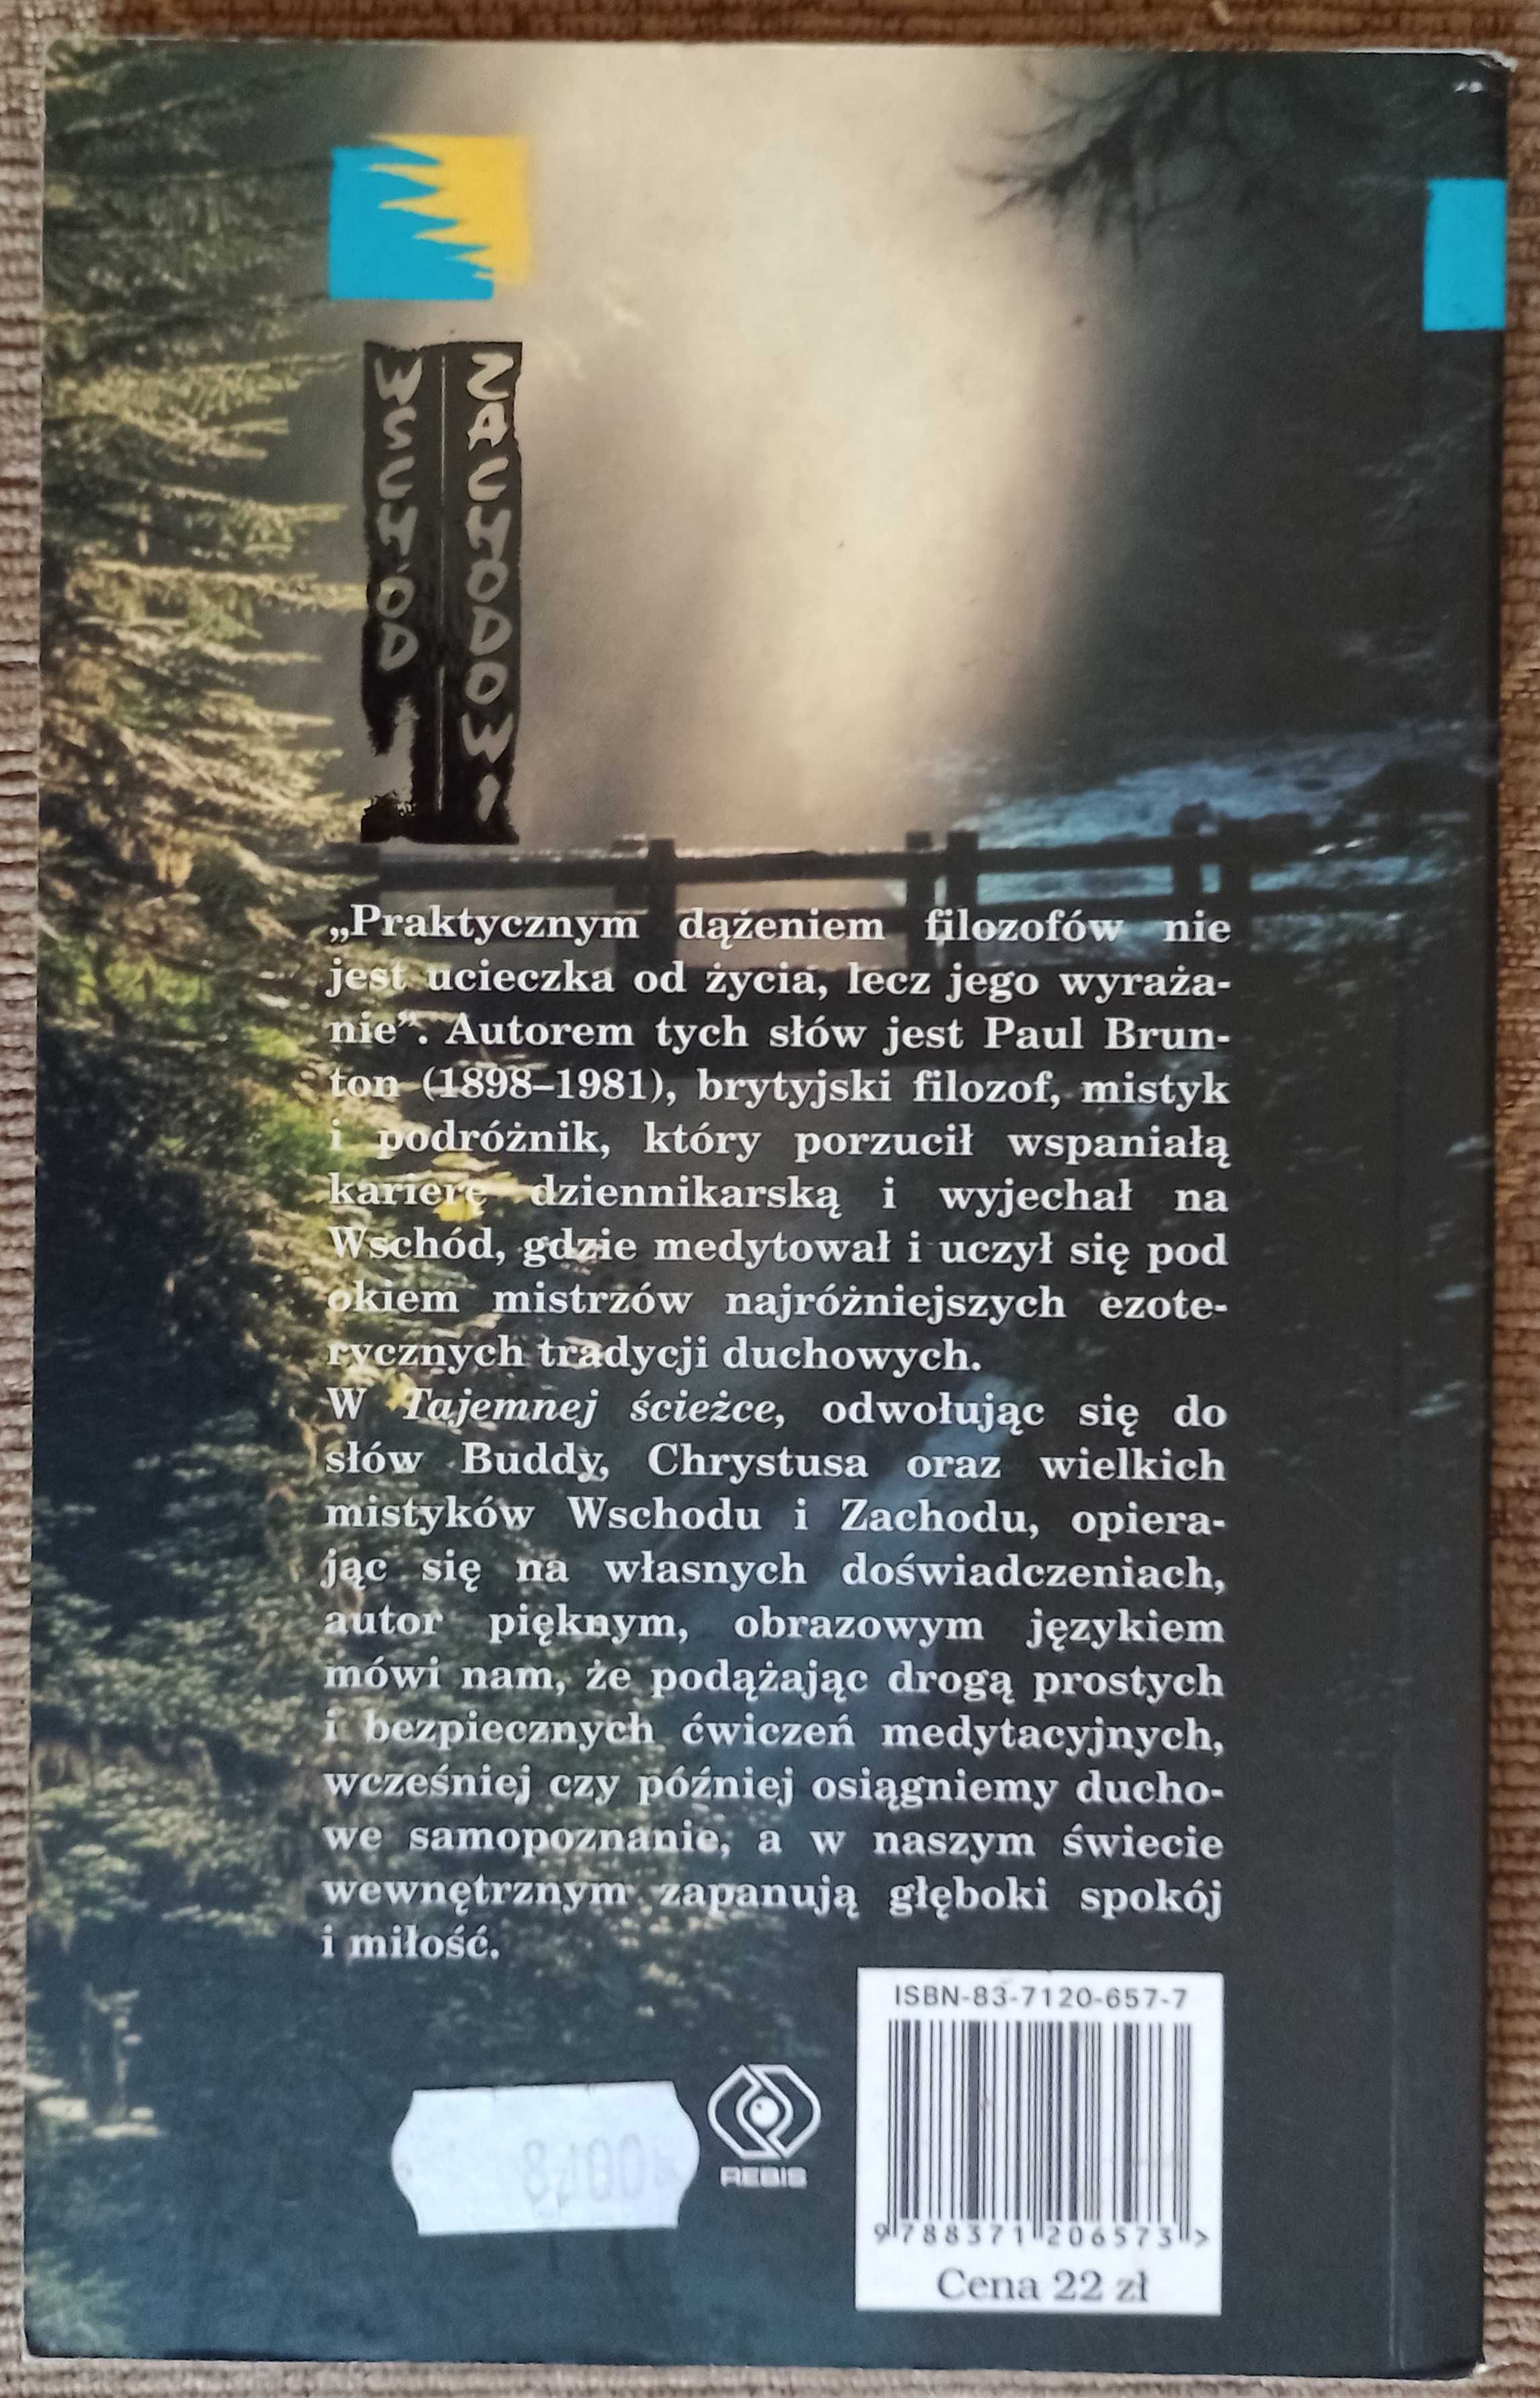 WSCHOD
ZACHODOWI
„Praktycznym dążeniem filozofów nie
jest ucieczka od życia, lecz jego wyraża-
nie”. Autorem tych słów jest Paul Brun-
ton (1898–1981), brytyjski filozof, mistyk
i podróżnik, który porzucił wspaniałą
karierę dziennikarską i wyjechał na
Wschód, gdzie medytował i uczył się pod
okiem mistrzów najróżniejszych ezote-
rycznych tradycji duchowych.
W Tajemnej ścieżce, odwołując się do
słów Buddy, Chrystusa oraz wielkich
mistyków Wschodu i Zachodu, opiera-
jąc się na własnych doświadczeniach,
autor pięknym, obrazowym językiem
mówi nam, że podążając drogą prostych
i bezpiecznych ćwiczeń medytacyjnych,
wcześniej czy później osiągniemy ducho-
we samopoznanie, a w naszym świecie
wewnętrznym zapanują głęboki spokój
i miłość.
ISBN-83-7120-657-7
REBIS
9 788371 206573 >
Cena 22 zł